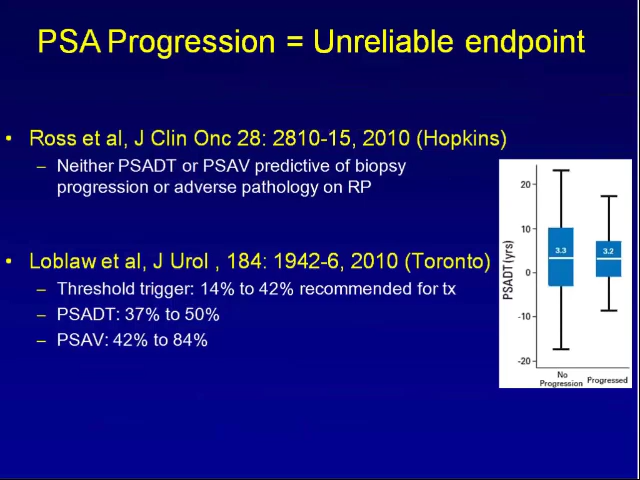 PSA Progression = Unreliable endpoint
• Ross et al, J Clin Onc 28: 2810-15, 2010 (Hopkins)
– Neither PSADT or PSAV predictive of biopsy
progression or adverse pathology on RP
• Loblaw et al, J Urol , 184: 1942-6, 2010 (Toronto)
– Threshold trigger: 14% to 42% recommended for tx
– PSADT: 37% to 50%
– PSAV: 42% to 84%
PSADT (yrs)
20
10
0
-10
-20
3.3
3.2
No
Progression
Progressed